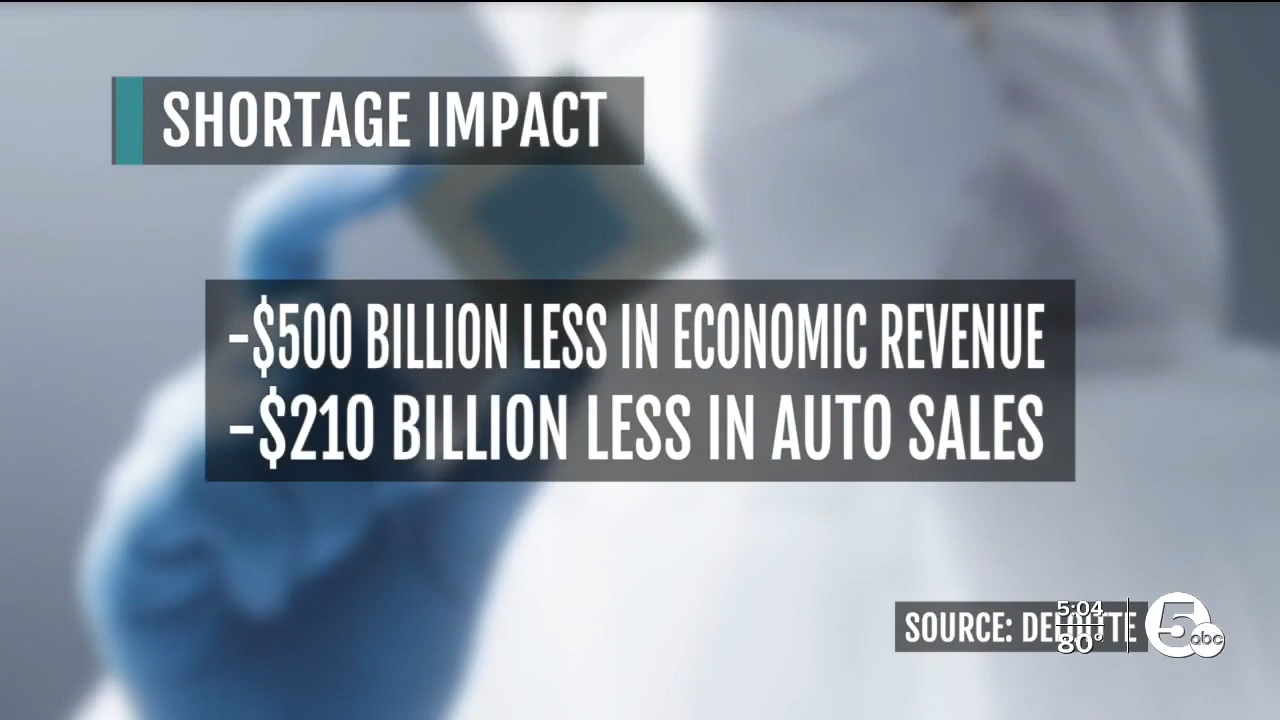 SHORTAGE IMPACT
-$500 BILLION LESS IN ECONOMIC REVENUE
-$210 BILLION LESS IN AUTO SALES
SOURCE: DELOITTE
5:04
80°
5
abc